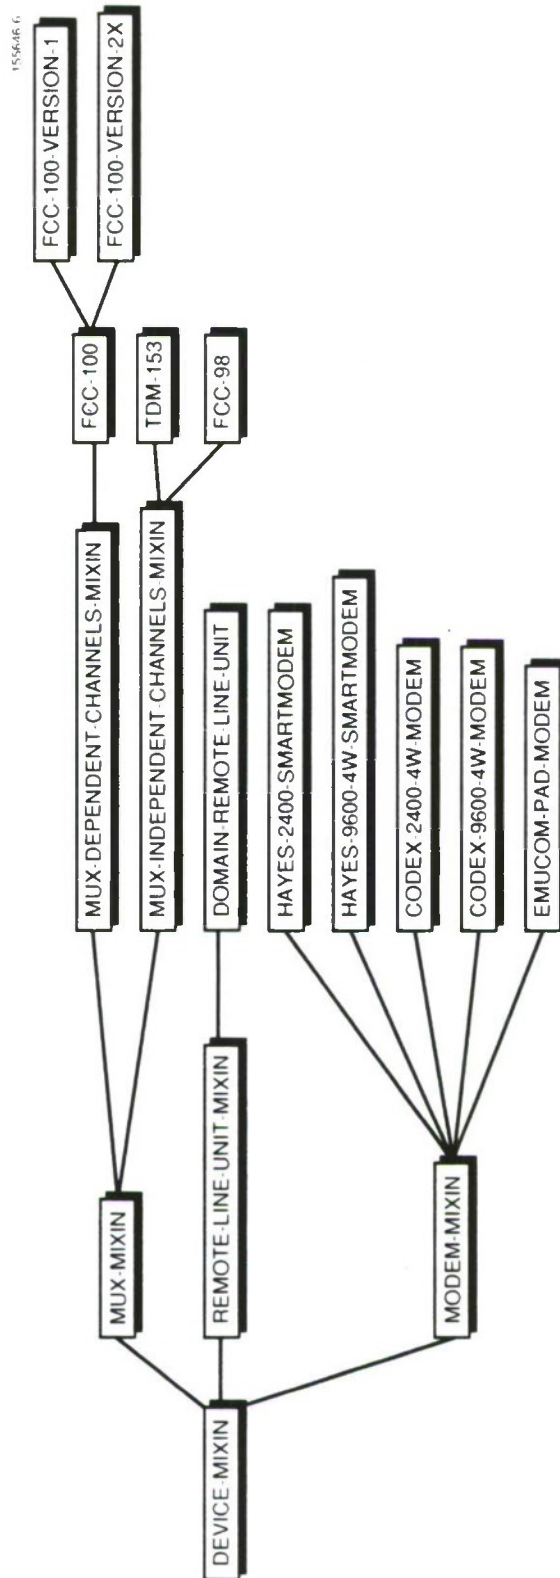 155646 6
DEVICE-MIXIN
MUX-MIXIN
REMOTE-LINE-UNIT-MIXIN
MODEM-MIXIN
MUX-DEPENDENT-CHANNELS-MIXIN
MUX-INDEPENDENT-CHANNELS-MIXIN
DOMAIN-REMOTE-LINE-UNIT
HAYES-2400-SMARTMODEM
HAYES-9600-4W-SMARTMODEM
CODEX-2400-4W-MODEM
CODEX-9600-4W-MODEM
EMUCOM-PAD-MODEM
FCC-100
TDM-153
FCC-98
FCC-100-VERSION-1
FCC-100-VERSION-2X